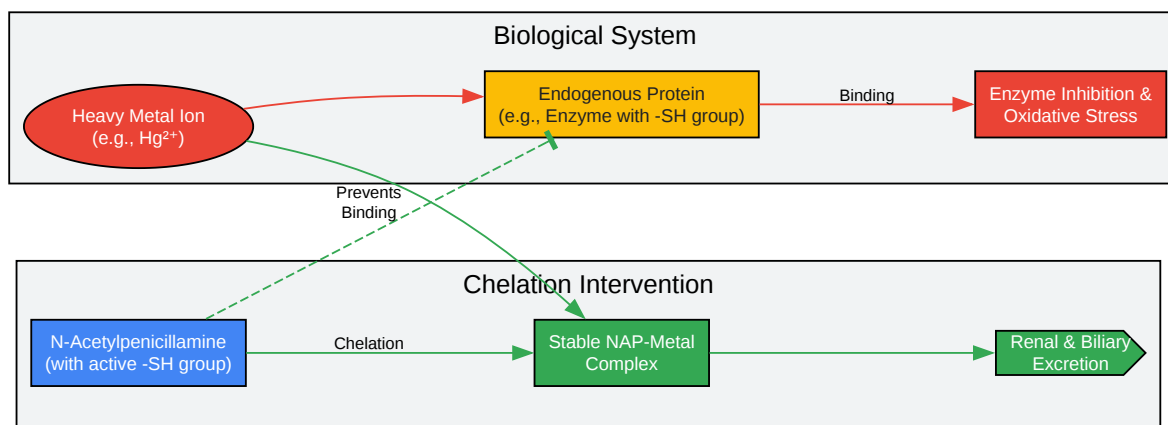 Biological System
Heavy Metal Ion
(e.g., Hg²⁺)
Endogenous Protein
(e.g., Enzyme with -SH group)
Binding
Enzyme Inhibition &
Oxidative Stress
Prevents
Binding
Chelation Intervention
N-Acetylpenicillamine
(with active -SH group)
Chelation
Stable NAP-Metal
Complex
Renal & Biliary
Excretion